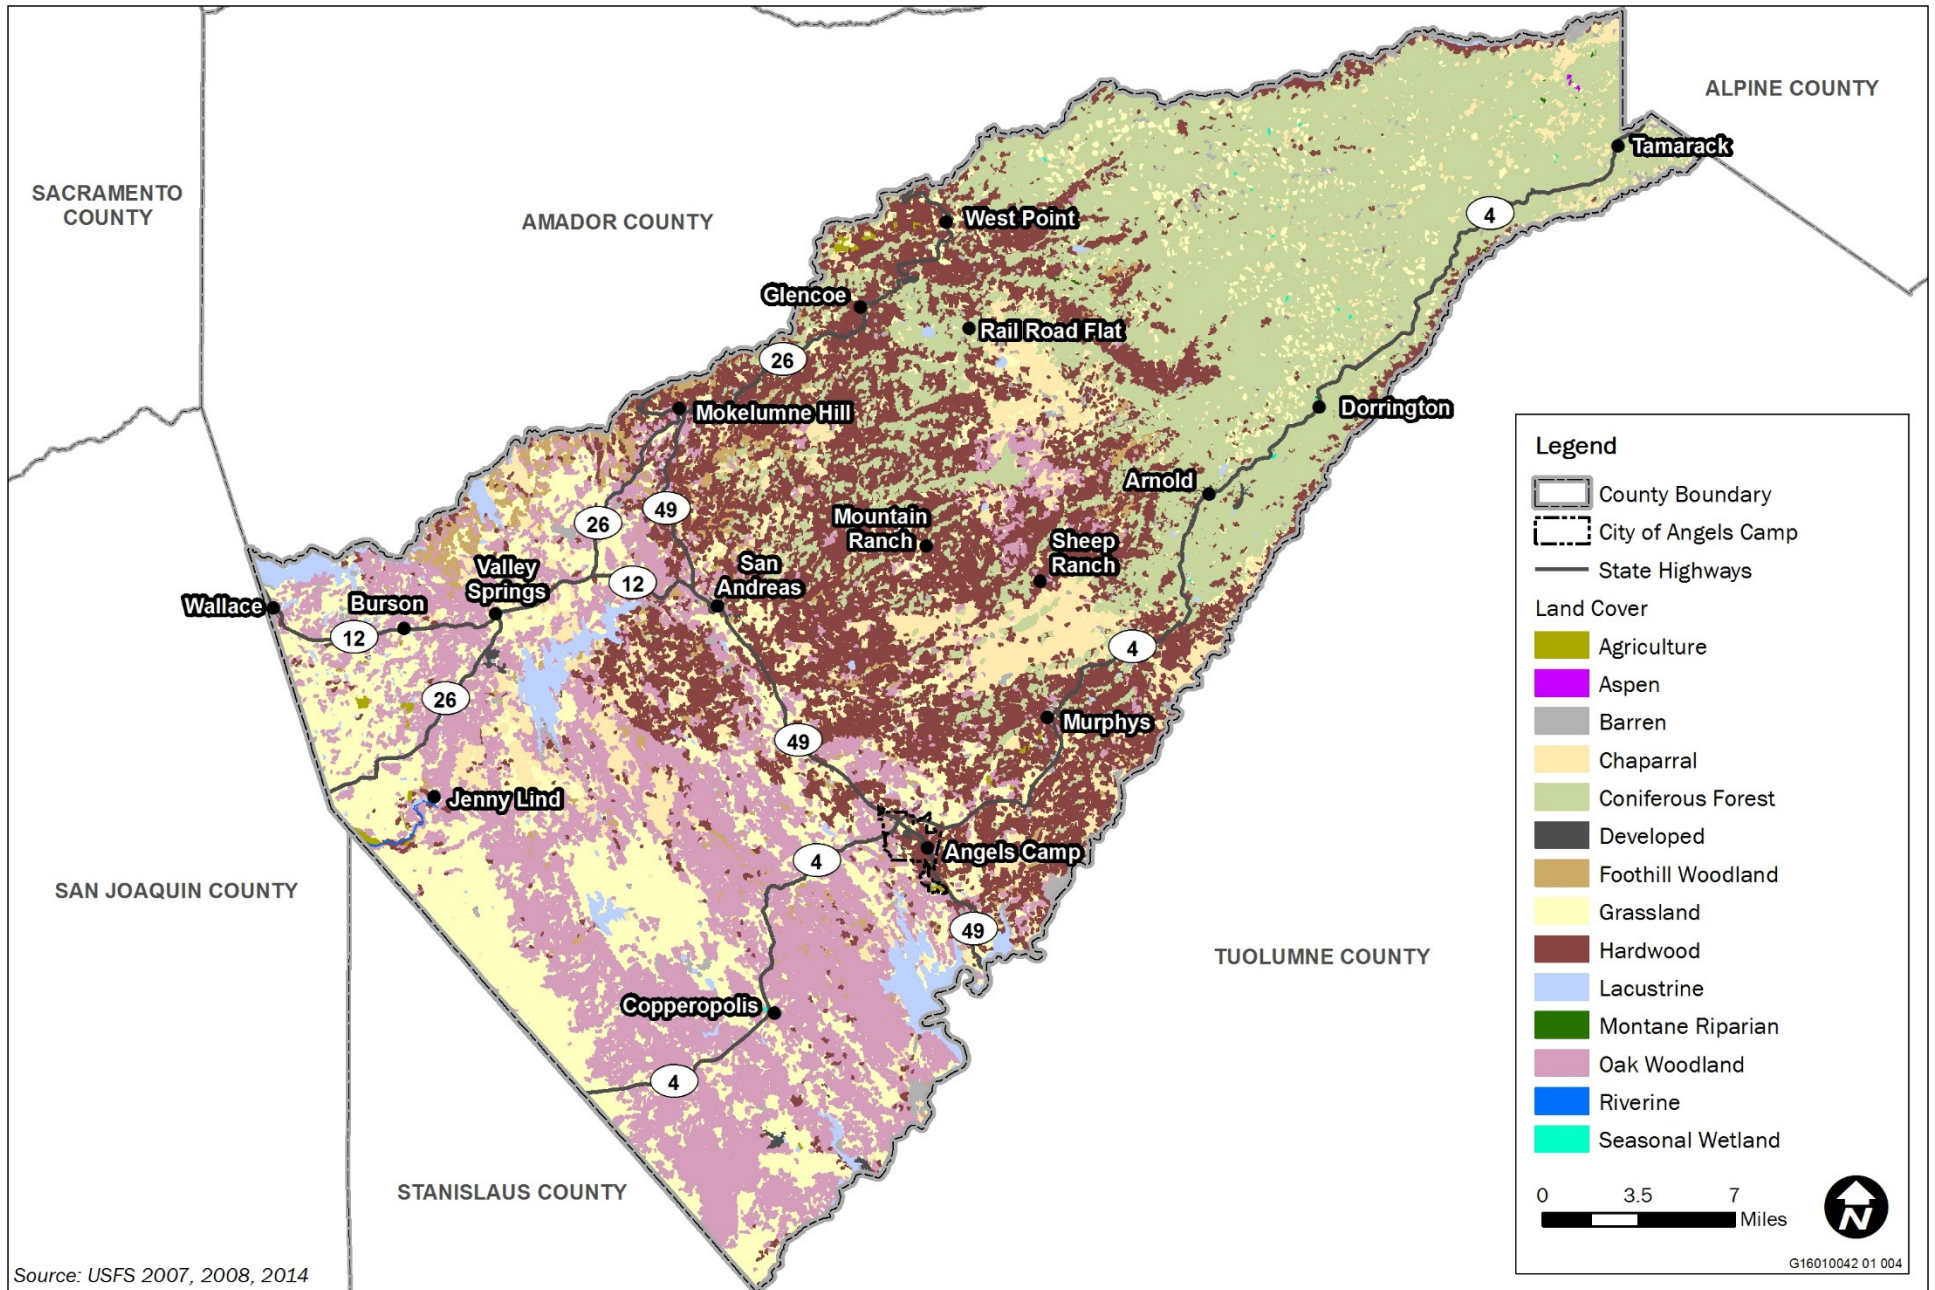 ALPINE COUNTY
Tamarack
SACRAMENTO
COUNTY
AMADOR COUNTY
4
West Point
Glencoe
Rail Road Flat
26
Mokelumne Hill
Dorrington
Arnold
49
26
Mountain
Ranch
Sheep
Ranch
Valley
Springs
12
San
Andreas
Wallace
Burson
12
4
26
Murphys
49
Jenny Lind
4
Angels Camp
SAN JOAQUIN COUNTY
49
TUOLUMNE COUNTY
Copperopolis
4
STANISLAUS COUNTY
Source: USFS 2007, 2008, 2014
Legend
County Boundary
City of Angels Camp
State Highways
Land Cover
Agriculture
Aspen
Barren
Chaparral
Coniferous Forest
Developed
Foothill Woodland
Grassland
Hardwood
Lacustrine
Montane Riparian
Oak Woodland
Riverine
Seasonal Wetland
0 3.5 7
Miles
N
G16010042 01 004